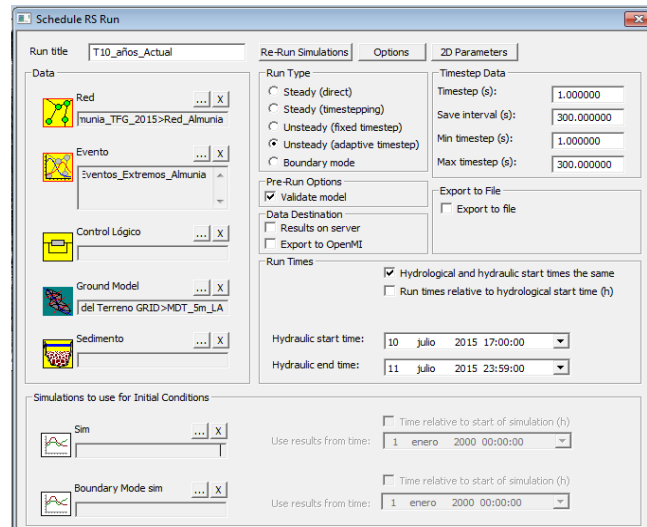 Schedule RS Run
Run title T10_años_Actual Re-Run Simulations Options 2D Parameters
Data
Red ... X
munia_TFG_2015>Red_Almunia
Evento ... X
Eventos_Extremos_Almunia
Control Lógico ... X
Ground Model ... X
del Terreno GRID>MDT_5m_LA
Sedimento ... X
Run Type
Steady (direct)
Steady (timestepping)
Unsteady (fixed timestep)
Unsteady (adaptive timestep)
Boundary mode
Timestep Data
Timestep (s): 1.000000
Save interval (s): 300.000000
Min timestep (s): 1.000000
Max timestep (s): 300.000000
Pre-Run Options
Validate model
Data Destination
Results on server
Export to OpenMI
Export to File
Export to file
Run Times
Hydrological and hydraulic start times the same
Run times relative to hydrological start time (h)
Hydraulic start time: 10 julio 2015 17:00:00
Hydraulic end time: 11 julio 2015 23:59:00
Simulations to use for Initial Conditions
Sim ... X
Time relative to start of simulation (h)
Use results from time: 1 enero 2000 00:00:00
Boundary Mode sim ... X
Time relative to start of simulation (h)
Use results from time: 1 enero 2000 00:00:00